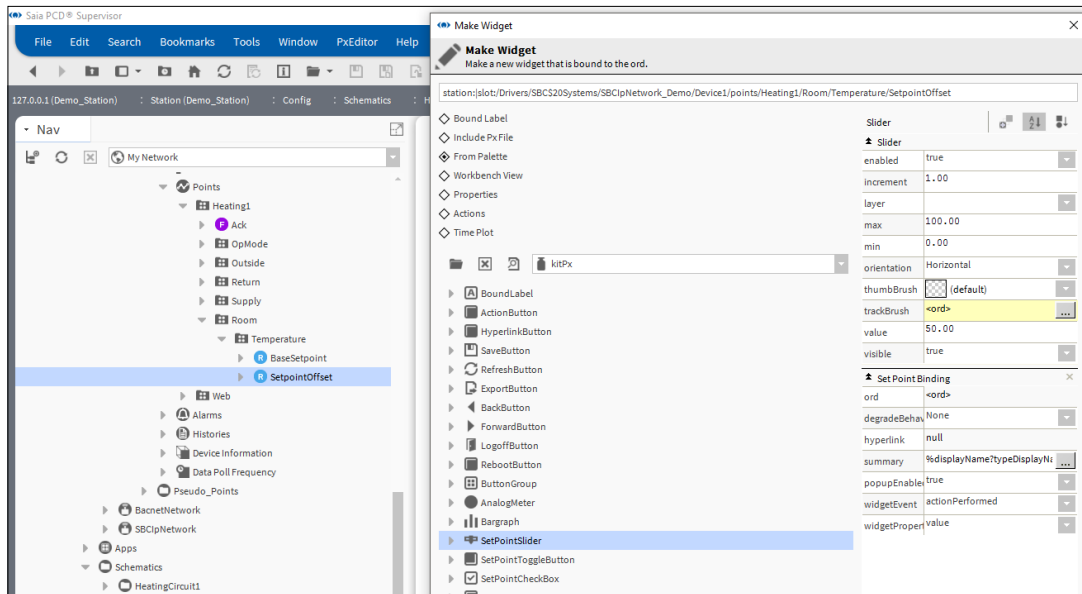 Saia PCD® Supervisor
File Edit Search Bookmarks Tools Window PxEditor Help
127.0.0.1 (Demo_Station) : Station (Demo_Station) : Config : Schematics : H
Nav
My Network
Points
Heating1
F Ack
OpMode
Outside
Return
Supply
Room
Temperature
R BaseSetpoint
R SetpointOffset
Web
Alarms
Histories
Device Information
Data Poll Frequency
Pseudo_Points
BacnetNetwork
SBCIpNetwork
Apps
Schematics
HeatingCircuit1
Make Widget
Make Widget
Make a new widget that is bound to the ord.
station:|slot:/Drivers/SBC$20Systems/SBCIpNetwork_Demo/Device1/points/Heating1/Room/Temperature/SetpointOffset
Bound Label
Include Px File
From Palette
Workbench View
Properties
Actions
Time Plot
kitPx
A BoundLabel
ActionButton
HyperlinkButton
SaveButton
RefreshButton
ExportButton
BackButton
ForwardButton
LogoffButton
RebootButton
ButtonGroup
AnalogMeter
Bargraph
SetPointSlider
SetPointToggleButton
SetPointCheckBox
Slider
Slider
enabled true
increment 1.00
layer
max 100.00
min 0.00
orientation Horizontal
thumbBrush (default)
trackBrush <ord> ...
value 50.00
visible true
Set Point Binding
ord <ord>
degradeBehav None
hyperlink null
summary %displayName?typeDisplayNa ...
popupEnable true
widgetEvent actionPerformed
widgetPropert value